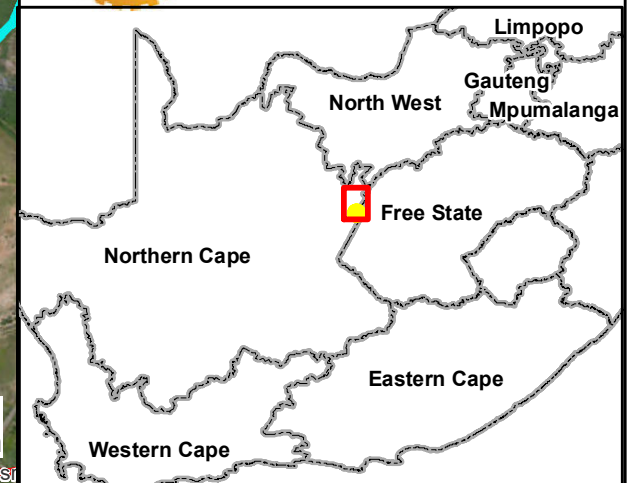 Limpopo
Gauteng
North West
Mpumalanga
Free State
Northern Cape
Eastern Cape
Western Cape